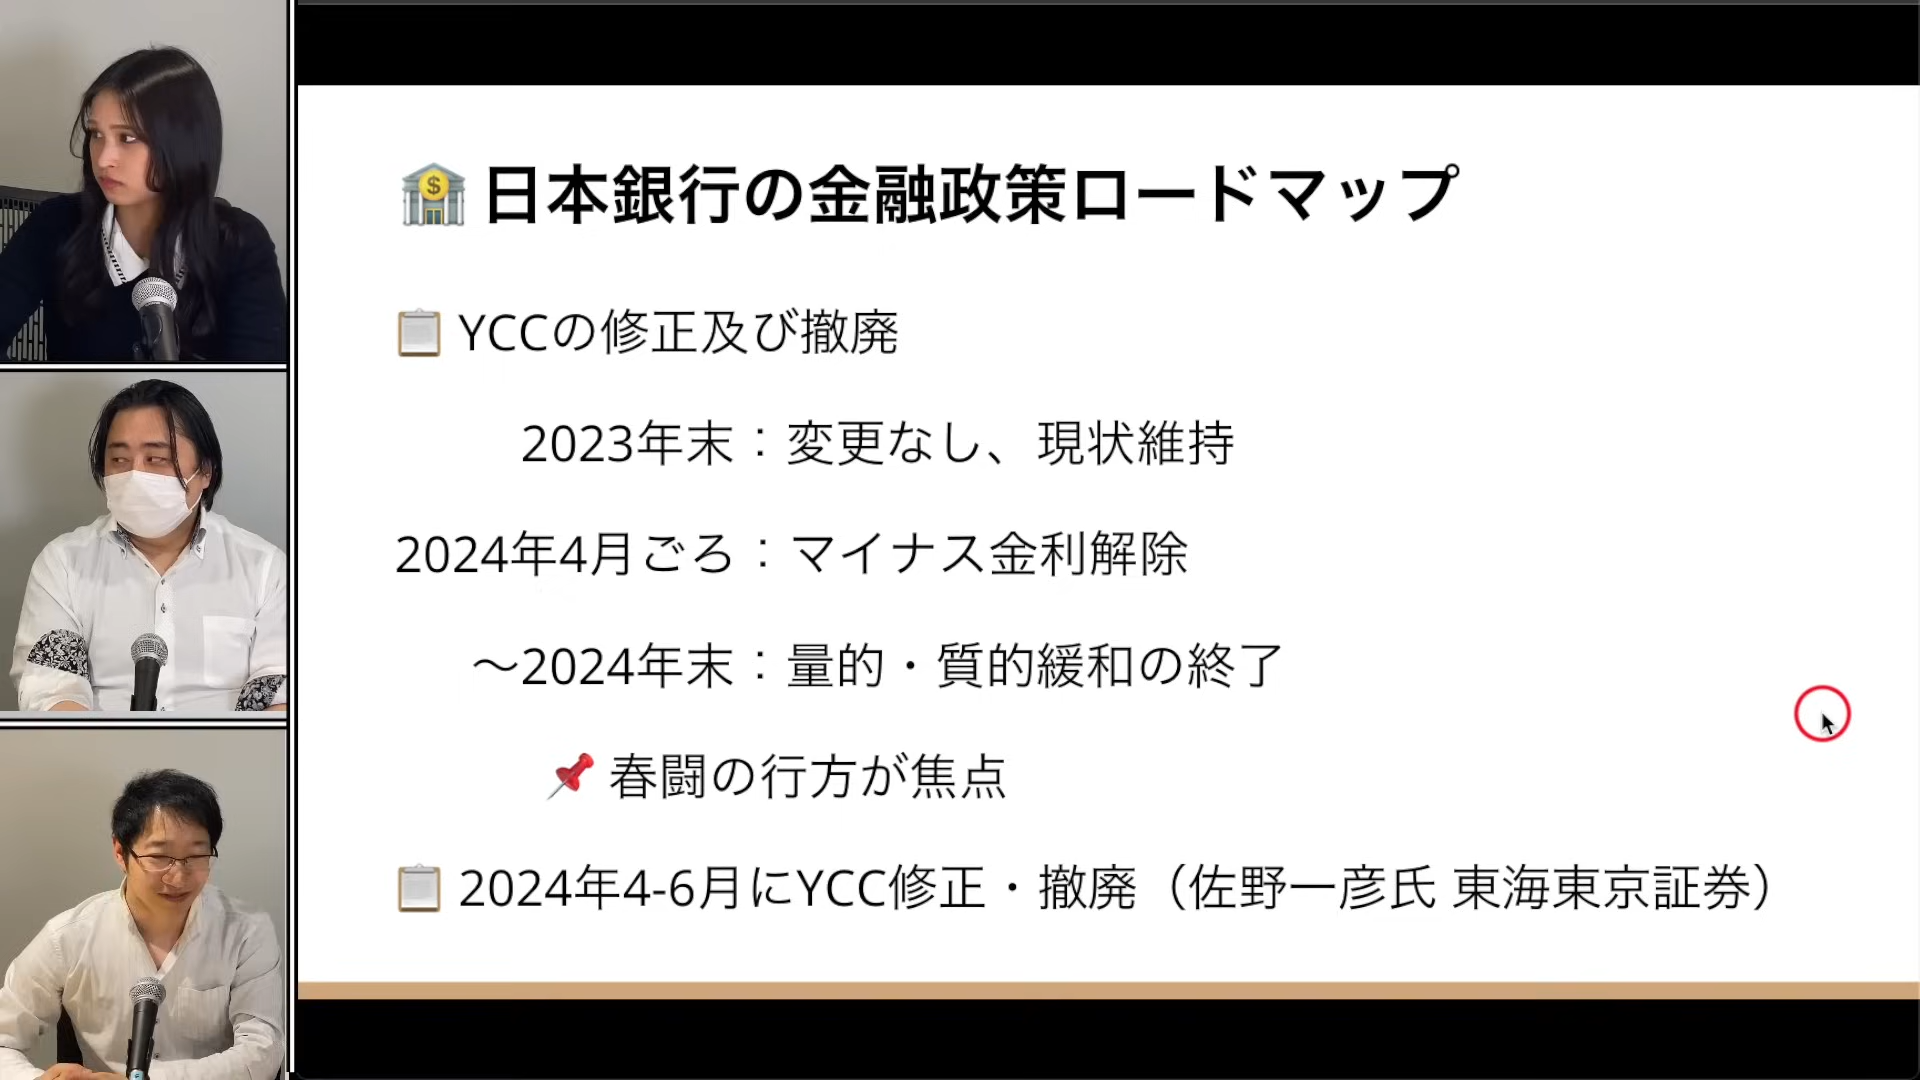 日本銀行の金融政策ロードマップ
YCCの修正及び撤廃
2023年末：変更なし、現状維持
2024年4月ごろ：マイナス金利解除
～2024年末：量的・質的緩和の終了
春闘の行方が焦点
2024年4-6月にYCC修正・撤廃（佐野一彦氏 東海東京証券）